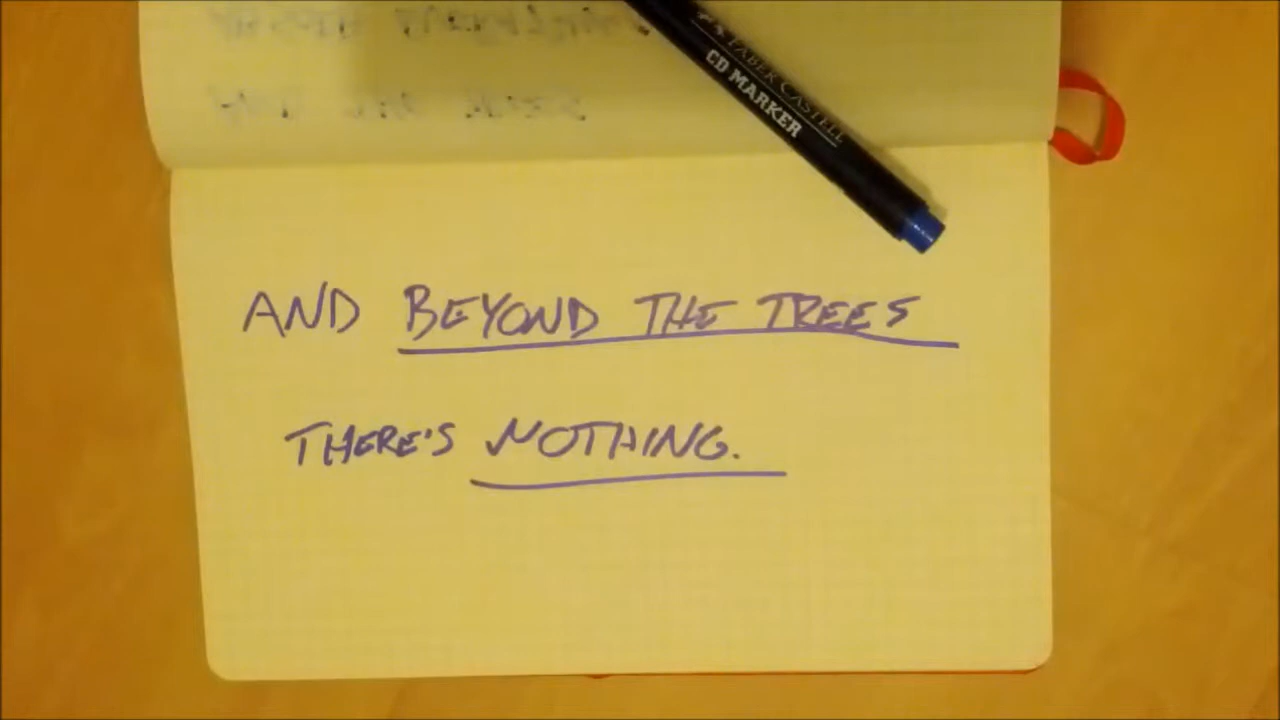 FABER CASTELL
CD MARKER
AND BEYOND THE TREES
THERE'S NOTHING.